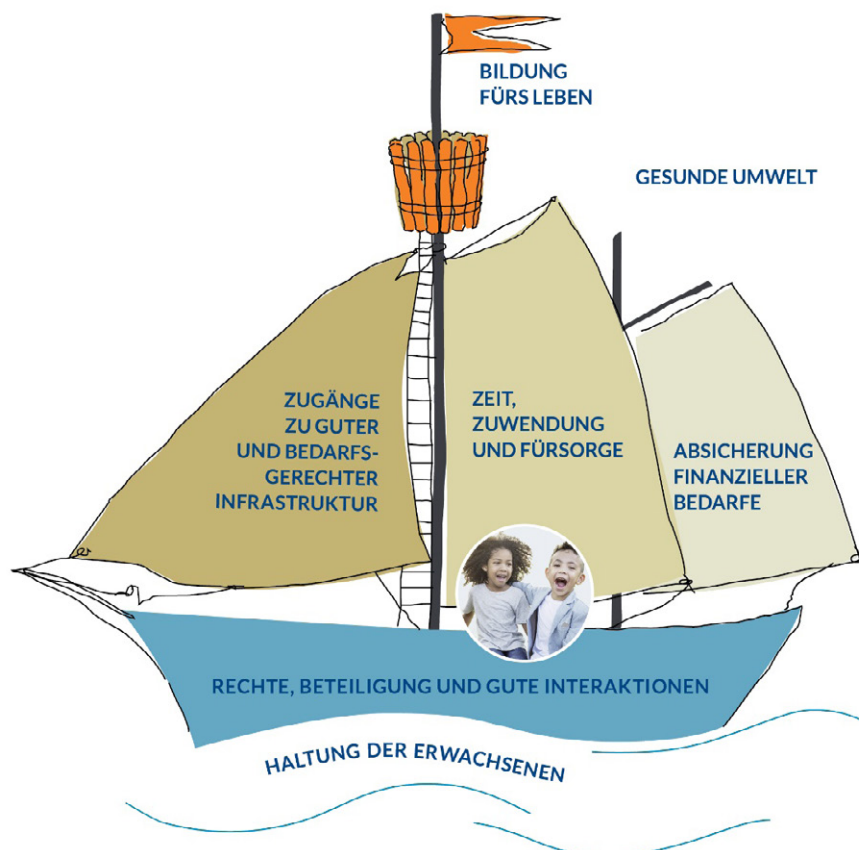 BILDUNG
FÜRS LEBEN
GESUNDE UMWELT
ZUGÄNGE
ZU GUTER
UND BEDARFS-
GERECHTER
INFRASTRUKTUR
ZEIT,
ZUWENDUNG
UND FÜRSORGE
ABSICHERUNG
FINANZIELLER
BEDARFE
RECHTE, BETEILIGUNG UND GUTE INTERAKTIONEN
HALTUNG DER ERWACHSENEN